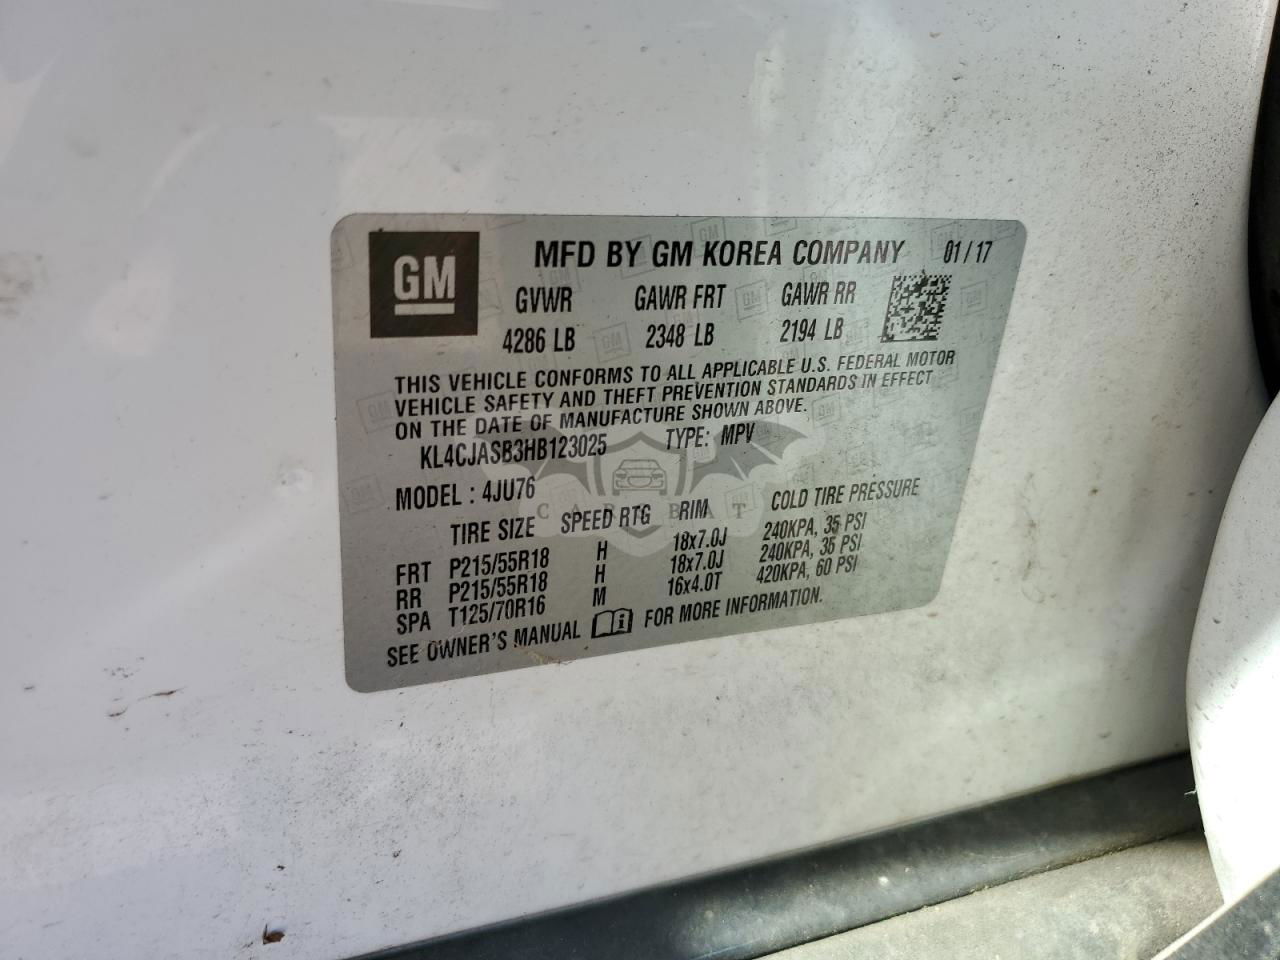 GM MFD BY GM KOREA COMPANY 01/17
GVWR GAWR FRT GAWR RR
4286 LB 2348 LB 2194 LB
THIS VEHICLE CONFORMS TO ALL APPLICABLE U.S. FEDERAL MOTOR
VEHICLE SAFETY AND THEFT PREVENTION STANDARDS IN EFFECT
ON THE DATE OF MANUFACTURE SHOWN ABOVE.
KL4CJASB3HB123025 TYPE: MPV
MODEL : 4JU76
CAR BAT
TIRE SIZE SPEED RTG RIM COLD TIRE PRESSURE
FRT P215/55R18 H 18x7.0J 240KPA, 35 PSI
RR P215/55R18 H 18x7.0J 240KPA, 35 PSI
SPA T125/70R16 M 16x4.0T 420KPA, 60 PSI
SEE OWNER'S MANUAL i FOR MORE INFORMATION.